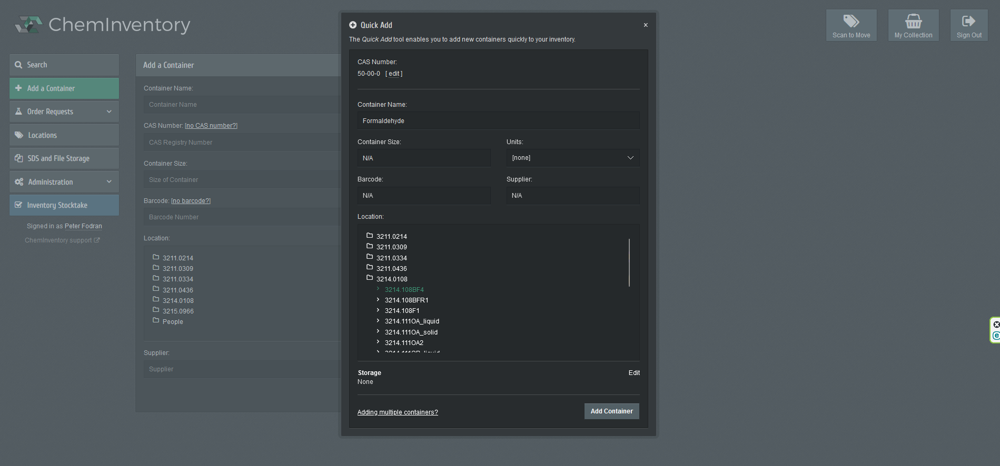 ChemInventory
Scan to Move
My Collection
Sign Out
Search
Add a Container
Order Requests
Locations
SDS and File Storage
Administration
Inventory Stocktake
Signed in as Peter Fodran
ChemInventory support
Add a Container
Container Name:
Container Name
CAS Number: [no CAS number?]
CAS Registry Number
Container Size:
Size of Container
Barcode: [no barcode?]
Barcode Number
Location:
3211.0214
3211.0309
3211.0334
3211.0436
3214.0108
3215.0966
People
Supplier:
Supplier
Quick Add
The Quick Add tool enables you to add new containers quickly to your inventory.
CAS Number:
50-00-0 [ edit ]
Container Name:
Formaldehyde
Container Size:
Units:
N/A
[none]
Barcode:
Supplier:
N/A
N/A
Location:
3211.0214
3211.0309
3211.0334
3211.0436
3214.0108
3214.108BF4
3214.108BFR1
3214.108F1
3214.111OA_liquid
3214.111OA_solid
3214.111OA2
Storage
Edit
None
Adding multiple containers?
Add Container